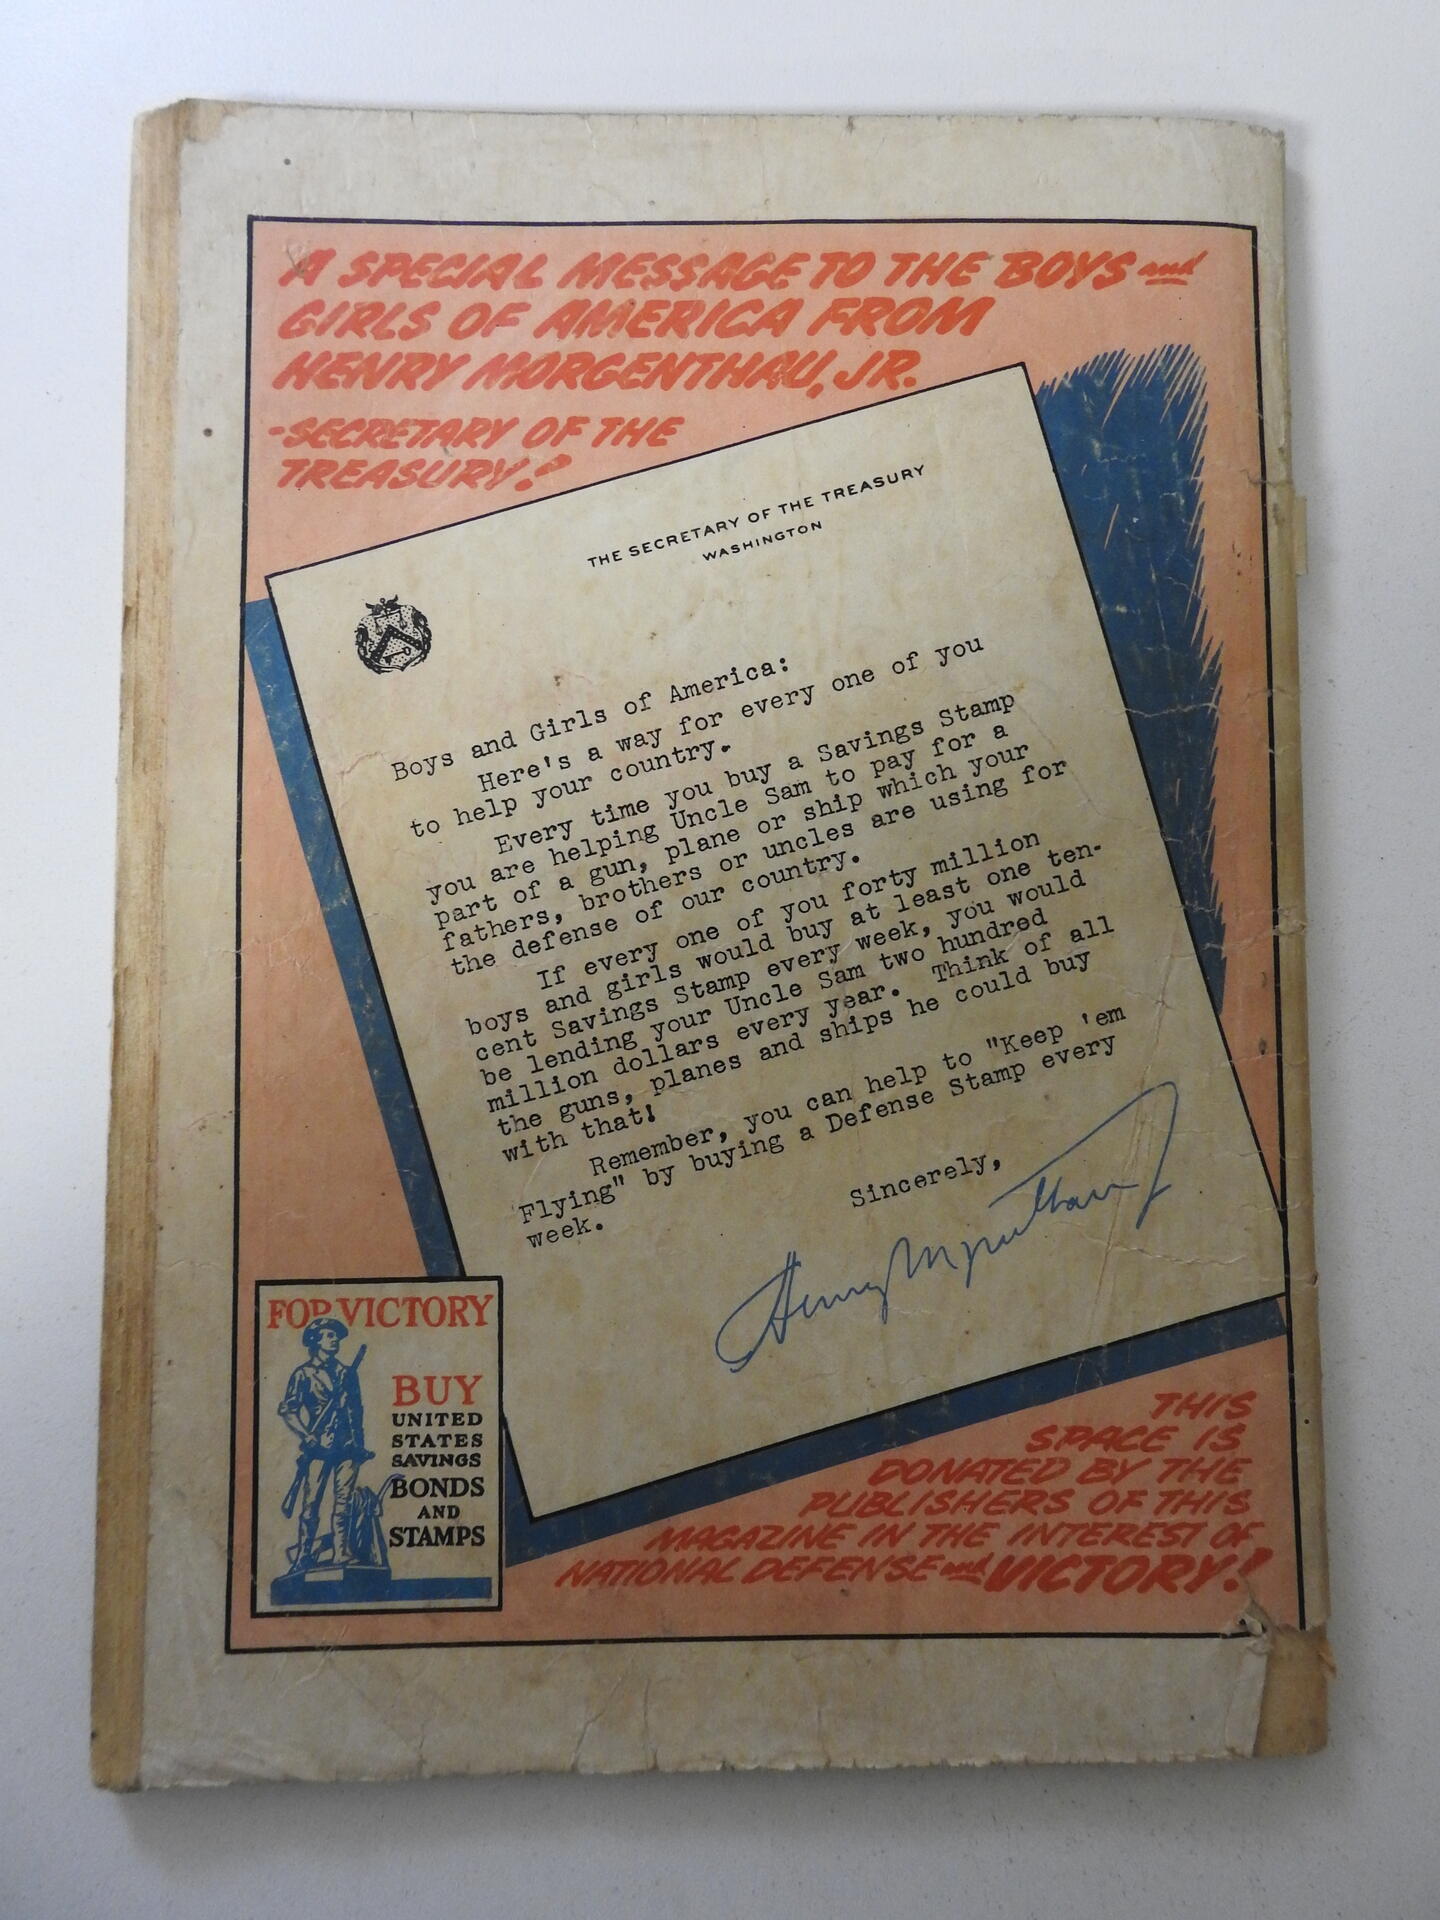 A SPECIAL MESSAGE TO THE BOYS and
GIRLS OF AMERICA FROM
HENRY MORGENTHAU, JR.
-SECRETARY OF THE
TREASURY!
THE SECRETARY OF THE TREASURY
WASHINGTON
Boys and Girls of America:
Here's a way for every one of you
to help your country.
Every time you buy a Savings Stamp
you are helping Uncle Sam to pay for a
part of a gun, plane or ship which your
fathers, brothers or uncles are using for
the defense of our country.
If every one of you forty million
boys and girls would buy at least one ten-
cent Savings Stamp every week, you would
be lending your Uncle Sam two hundred
million dollars every year. Think of all
the guns, planes and ships he could buy
with that!
Remember, you can help to "Keep 'em
Flying" by buying a Defense Stamp every
week.
Sincerely,
Henry Morgenthau Jr
FOR VICTORY
BUY
UNITED
STATES
SAVINGS
BONDS
AND
STAMPS
THIS
SPACE IS
DONATED BY THE
PUBLISHERS OF THIS
MAGAZINE IN THE INTEREST OF
NATIONAL DEFENSE and VICTORY!